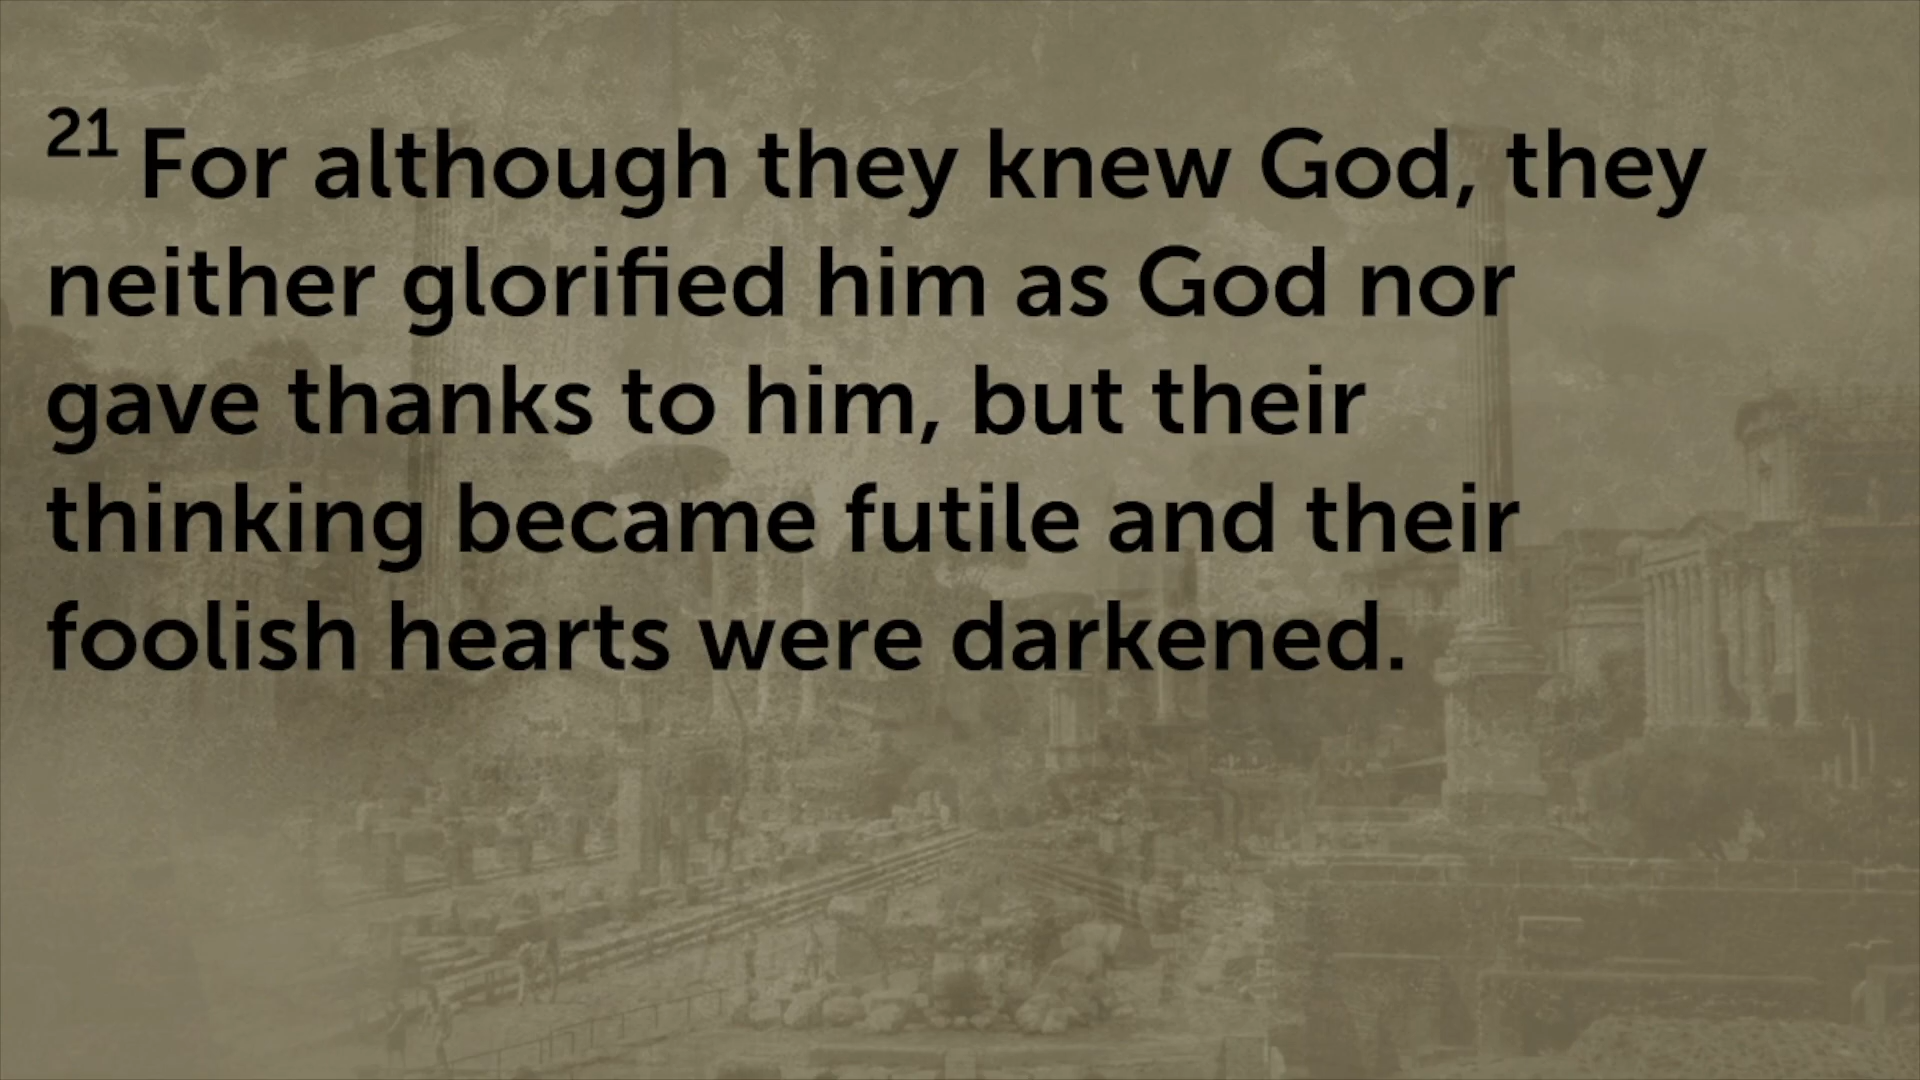 21 For although they knew God, they
neither glorified him as God nor
gave thanks to him, but their
thinking became futile and their
foolish hearts were darkened.